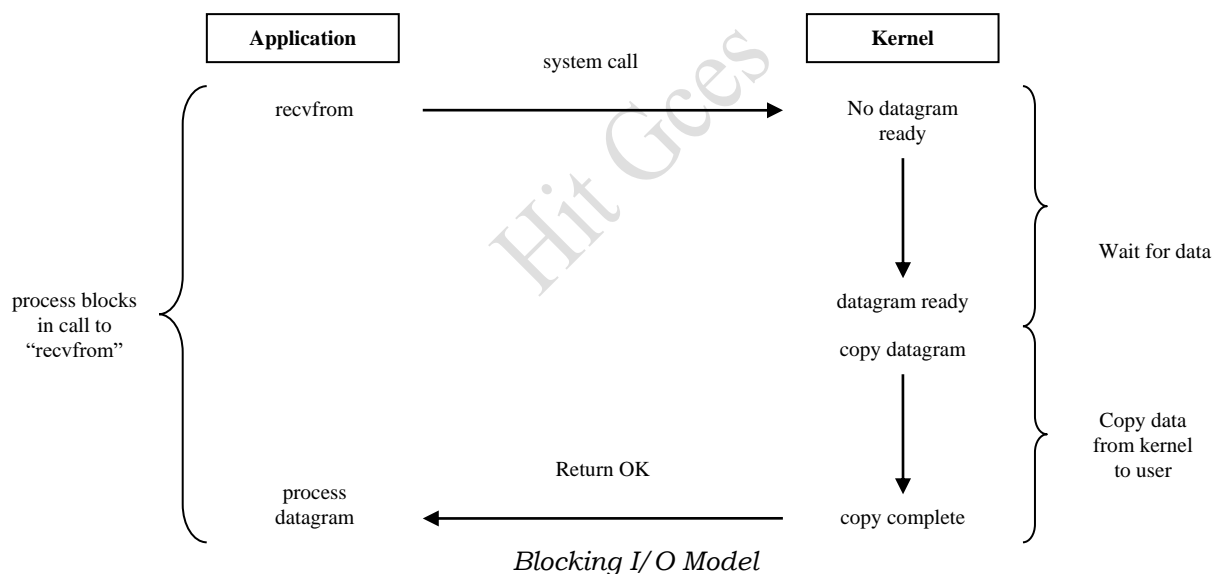 Application
Kernel
system call
recvfrom
No datagram
ready
Wait for data
process blocks
in call to
“recvfrom”
datagram ready
copy datagram
Copy data
from kernel
to user
Return OK
process
datagram
copy complete
Blocking I/O Model
Hit Gces